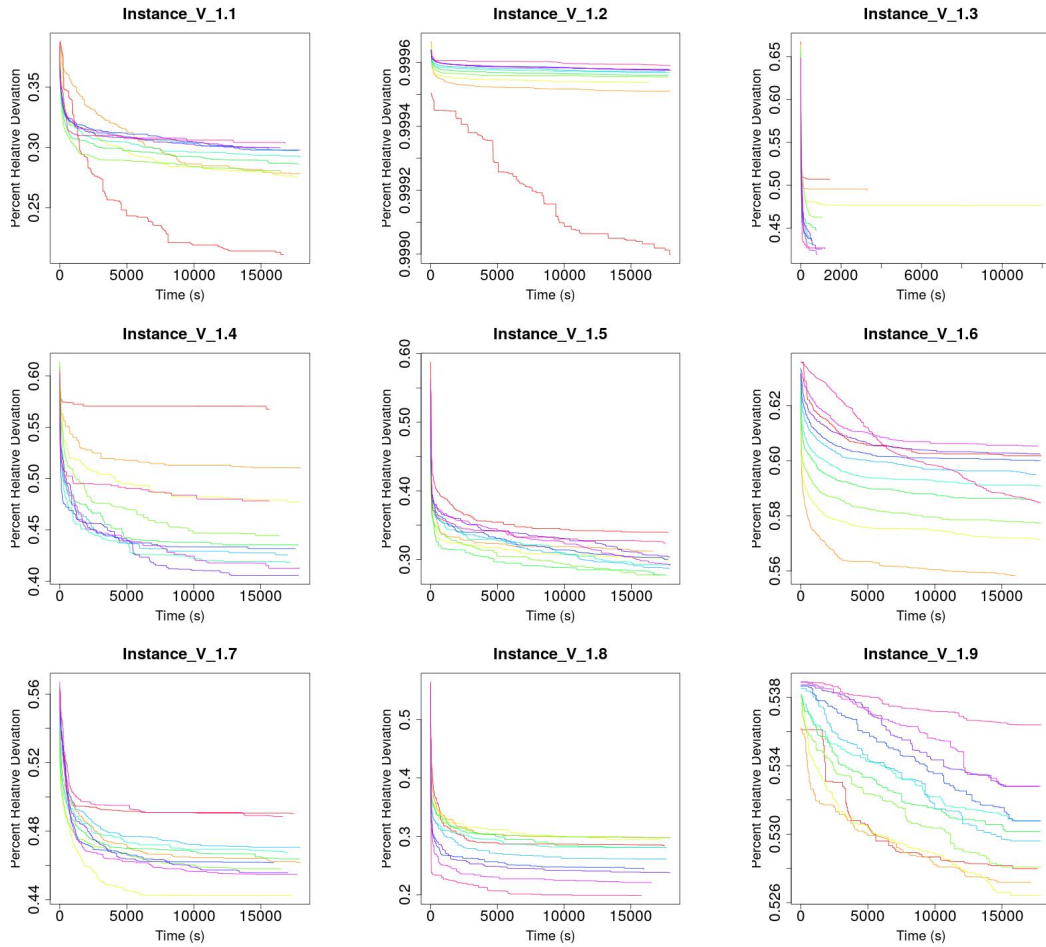 Instance_V_1.1
Percent Relative Deviation
0.25 0.30 0.35
0 5000 10000 15000
Time (s)
Instance_V_1.2
Percent Relative Deviation
0.9990 0.9992 0.9994 0.9996
0 5000 10000 15000
Time (s)
Instance_V_1.3
Percent Relative Deviation
0.45 0.50 0.55 0.60 0.65
0 2000 6000 10000
Time (s)
Instance_V_1.4
Percent Relative Deviation
0.40 0.45 0.50 0.55 0.60
0 5000 10000 15000
Time (s)
Instance_V_1.5
Percent Relative Deviation
0.30 0.40 0.50 0.60
0 5000 10000 15000
Time (s)
Instance_V_1.6
Percent Relative Deviation
0.56 0.58 0.60 0.62
0 5000 10000 15000
Time (s)
Instance_V_1.7
Percent Relative Deviation
0.44 0.48 0.52 0.56
0 5000 10000 15000
Time (s)
Instance_V_1.8
Percent Relative Deviation
0.2 0.3 0.4 0.5
0 5000 10000 15000
Time (s)
Instance_V_1.9
Percent Relative Deviation
0.526 0.530 0.534 0.538
0 5000 10000 15000
Time (s)